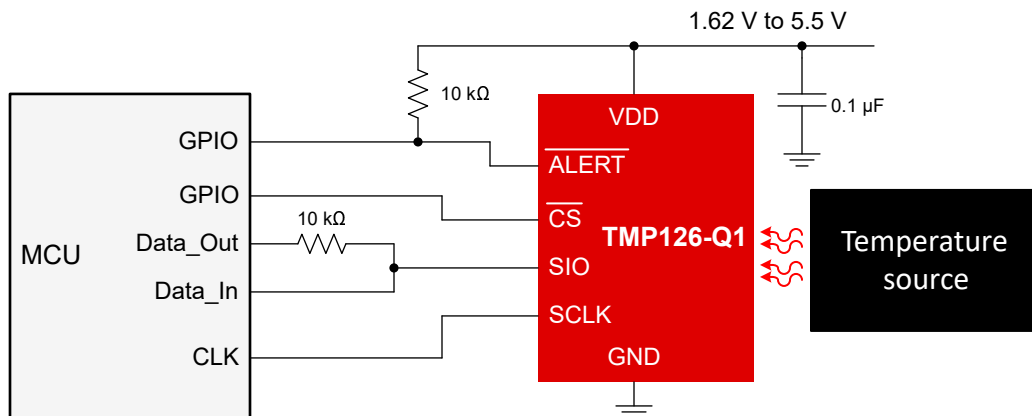 1.62 V to 5.5 V
10 kΩ
0.1 µF
VDD
GPIO
ALERT
GPIO
CS
10 kΩ
Data_Out
MCU
TMP126-Q1
Temperature
source
SIO
Data_In
SCLK
CLK
GND